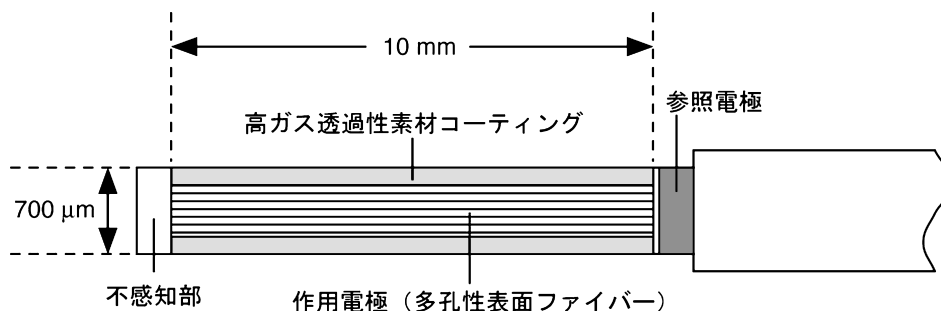 10 mm
参照電極
高ガス透過性素材コーティング
700 μm
不感知部
作用電極（多孔性表面ファイバー）